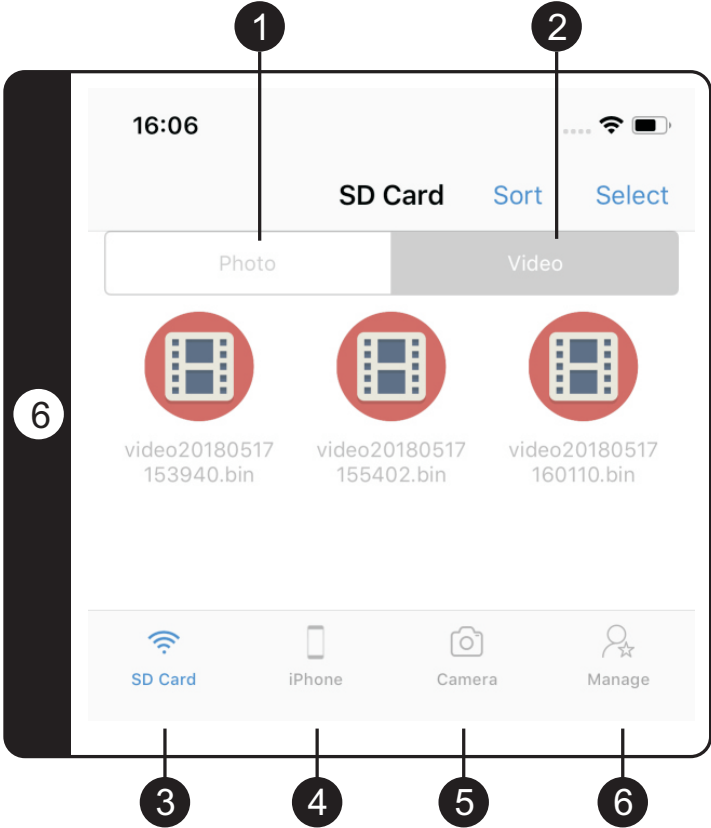 1 2
16:06
SD Card Sort Select
Photo Video
6
video20180517 video20180517 video20180517
153940.bin 155402.bin 160110.bin
SD Card iPhone Camera Manage
3 4 5 6